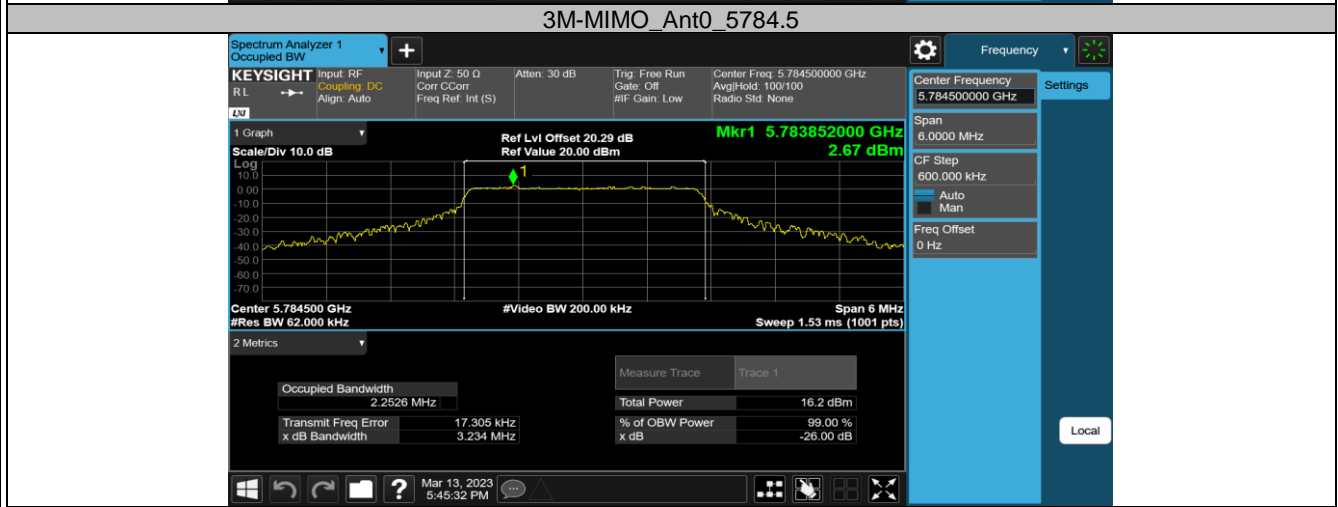 3M-MIMO_Ant0_5784.5
Spectrum Analyzer 1
Occupied BW
+
Frequency
KEYSIGHT
RL
LXI
Input: RF
Coupling: DC
Align: Auto
Input Z: 50 Ω
Corr CCorr
Freq Ref: Int (S)
Atten: 30 dB
Trig: Free Run
Gate: Off
#IF Gain: Low
Center Freq: 5.784500000 GHz
Avg|Hold: 100/100
Radio Std: None
Center Frequency
5.784500000 GHz
Settings
Span
6.0000 MHz
CF Step
600.000 kHz
Auto
Man
Freq Offset
0 Hz
1 Graph
Scale/Div 10.0 dB
Ref Lvl Offset 20.29 dB
Ref Value 20.00 dBm
Mkr1 5.783852000 GHz
2.67 dBm
Log
10.0
0.00
-10.0
-20.0
-30.0
-40.0
-50.0
-60.0
-70.0
1
Center 5.784500 GHz
#Res BW 62.000 kHz
#Video BW 200.00 kHz
Span 6 MHz
Sweep 1.53 ms (1001 pts)
2 Metrics
Measure Trace Trace 1
Occupied Bandwidth
2.2526 MHz
Total Power 16.2 dBm
Transmit Freq Error 17.305 kHz
% of OBW Power 99.00 %
x dB Bandwidth 3.234 MHz
x dB -26.00 dB
Local
?
Mar 13, 2023
5:45:32 PM